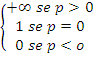 +∞ se p > 0
1 se p = 0
0 se p < o